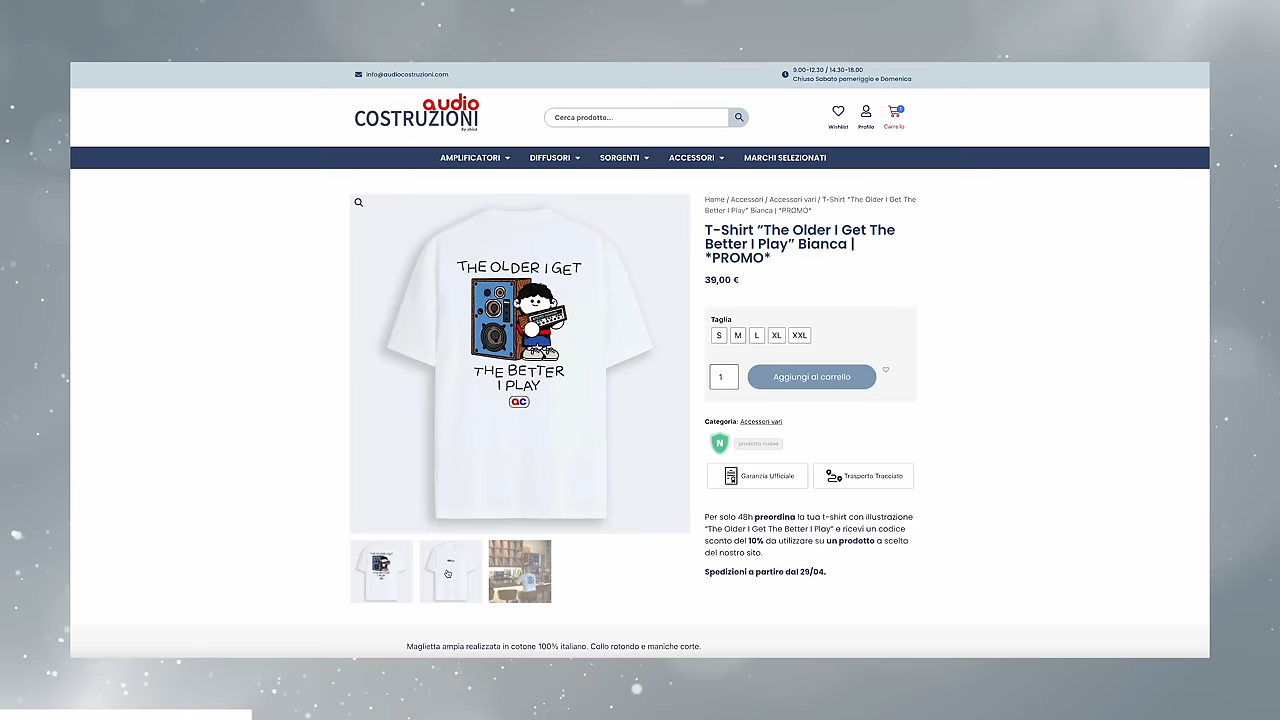 info@audiocostruzioni.com
9.00-12.30 / 14.30-18.00
Chiuso Sabato pomeriggio e Domenica
audio
COSTRUZIONI
Cerca prodotto...
Wishlist
Profilo
Carrello
AMPLIFICATORI
DIFFUSORI
SORGENTI
ACCESSORI
MARCHI SELEZIONATI
THE OLDER I GET
THE BETTER
I PLAY
ac
Home / Accessori / Accessori vari / T-Shirt “The Older I Get The
Better I Play” Bianca | *PROMO*
T-Shirt “The Older I Get The
Better I Play” Bianca |
*PROMO*
39,00 €
Taglia
S M L XL XXL
1
Aggiungi al carrello
Categoria: Accessori vari
N
prodotto nuovo
Garanzia Ufficiale
Trasporto Tracciato
Per solo 48h preordina la tua t-shirt con illustrazione
“The Older I Get The Better I Play” e ricevi un codice
sconto del 10% da utilizzare su un prodotto a scelta
del nostro sito.
Spedizioni a partire dal 29/04.
Maglietta ampia realizzata in cotone 100% italiano. Collo rotondo e maniche corte.